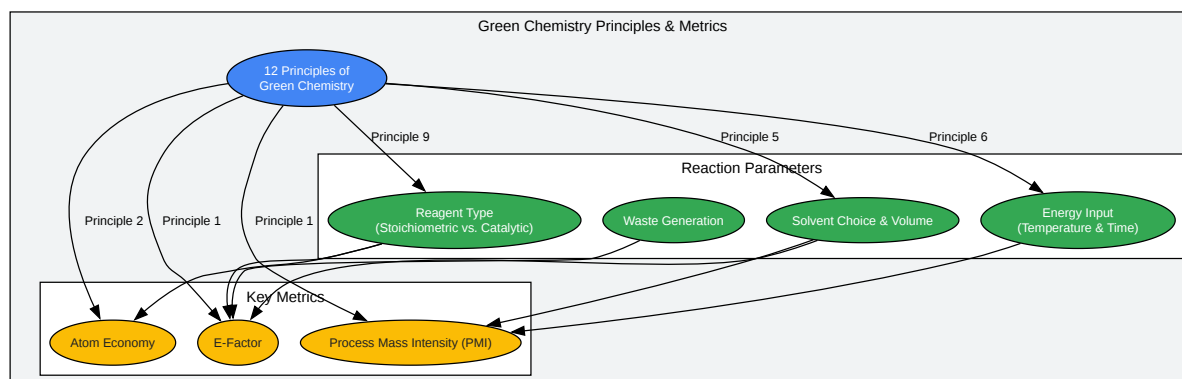 Green Chemistry Principles & Metrics
12 Principles of
Green Chemistry
Principle 9
Principle 5
Principle 6
Reaction Parameters
Principle 2
Principle 1
Principle 1
Reagent Type
(Stoichiometric vs. Catalytic)
Waste Generation
Solvent Choice & Volume
Energy Input
(Temperature & Time)
Key Metrics
Atom Economy
E-Factor
Process Mass Intensity (PMI)